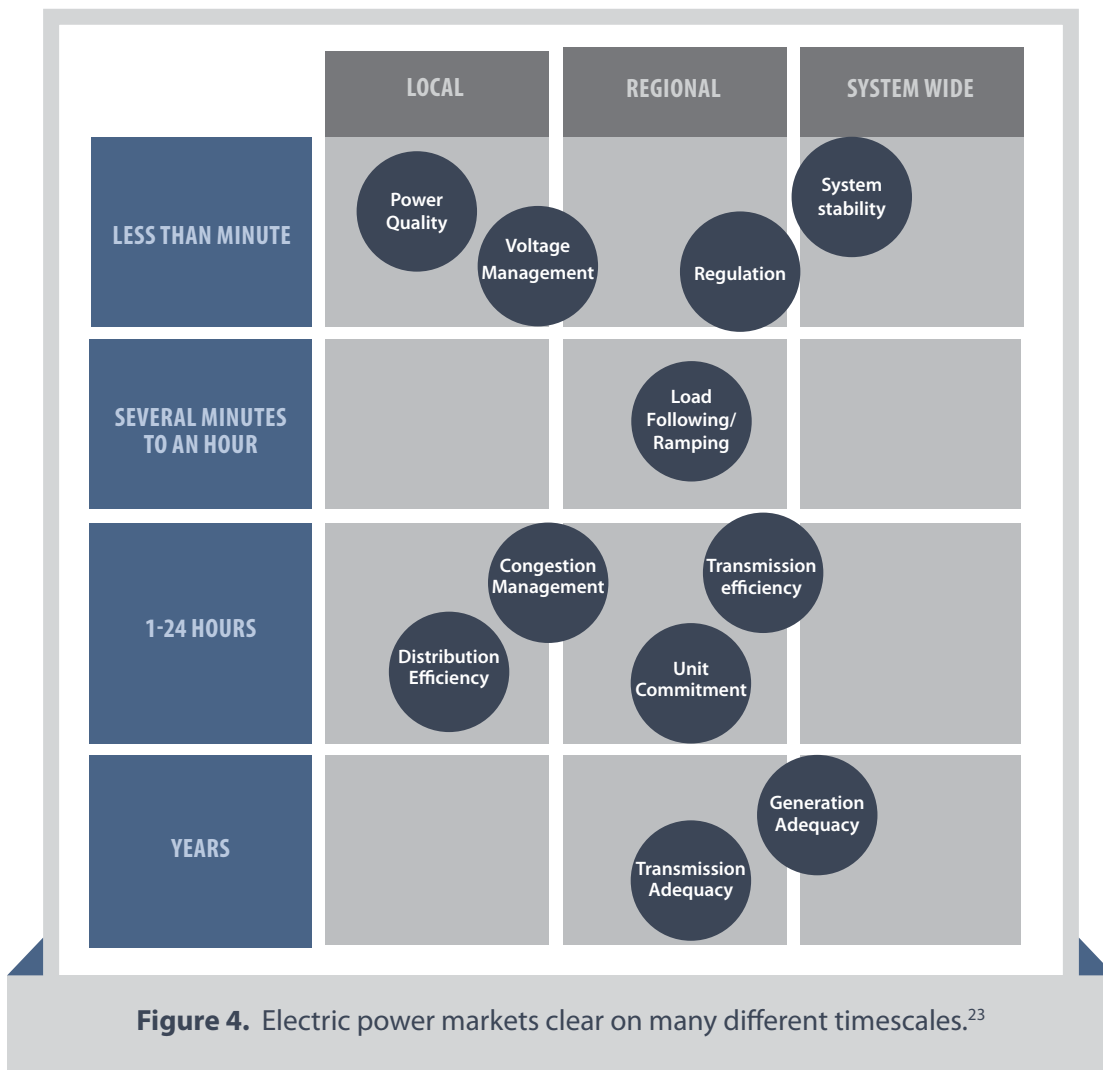 LOCAL
REGIONAL
SYSTEM WIDE
LESS THAN MINUTE
Power
Quality
Voltage
Management
Regulation
System
stability
SEVERAL MINUTES
TO AN HOUR
Load
Following/
Ramping
1-24 HOURS
Congestion
Management
Transmission
efficiency
Distribution
Efficiency
Unit
Commitment
YEARS
Generation
Adequacy
Transmission
Adequacy
Figure 4. Electric power markets clear on many different timescales.23